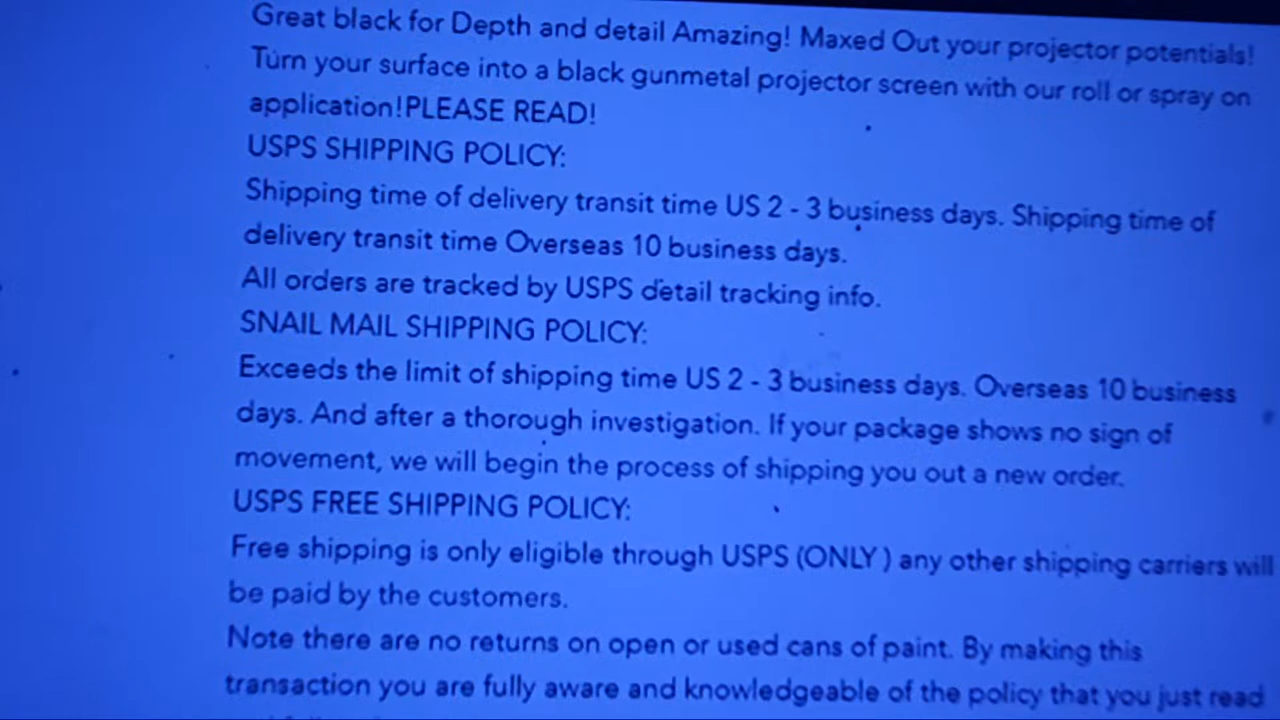 Great black for Depth and detail Amazing! Maxed Out your projector potentials!
Turn your surface into a black gunmetal projector screen with our roll or spray on
application!PLEASE READ!
USPS SHIPPING POLICY:
Shipping time of delivery transit time US 2 - 3 business days. Shipping time of
delivery transit time Overseas 10 business days.
All orders are tracked by USPS detail tracking info.
SNAIL MAIL SHIPPING POLICY:
Exceeds the limit of shipping time US 2 - 3 business days. Overseas 10 business
days. And after a thorough investigation. If your package shows no sign of
movement, we will begin the process of shipping you out a new order.
USPS FREE SHIPPING POLICY:
Free shipping is only eligible through USPS (ONLY ) any other shipping carriers will
be paid by the customers.
Note there are no returns on open or used cans of paint. By making this
transaction you are fully aware and knowledgeable of the policy that you just read